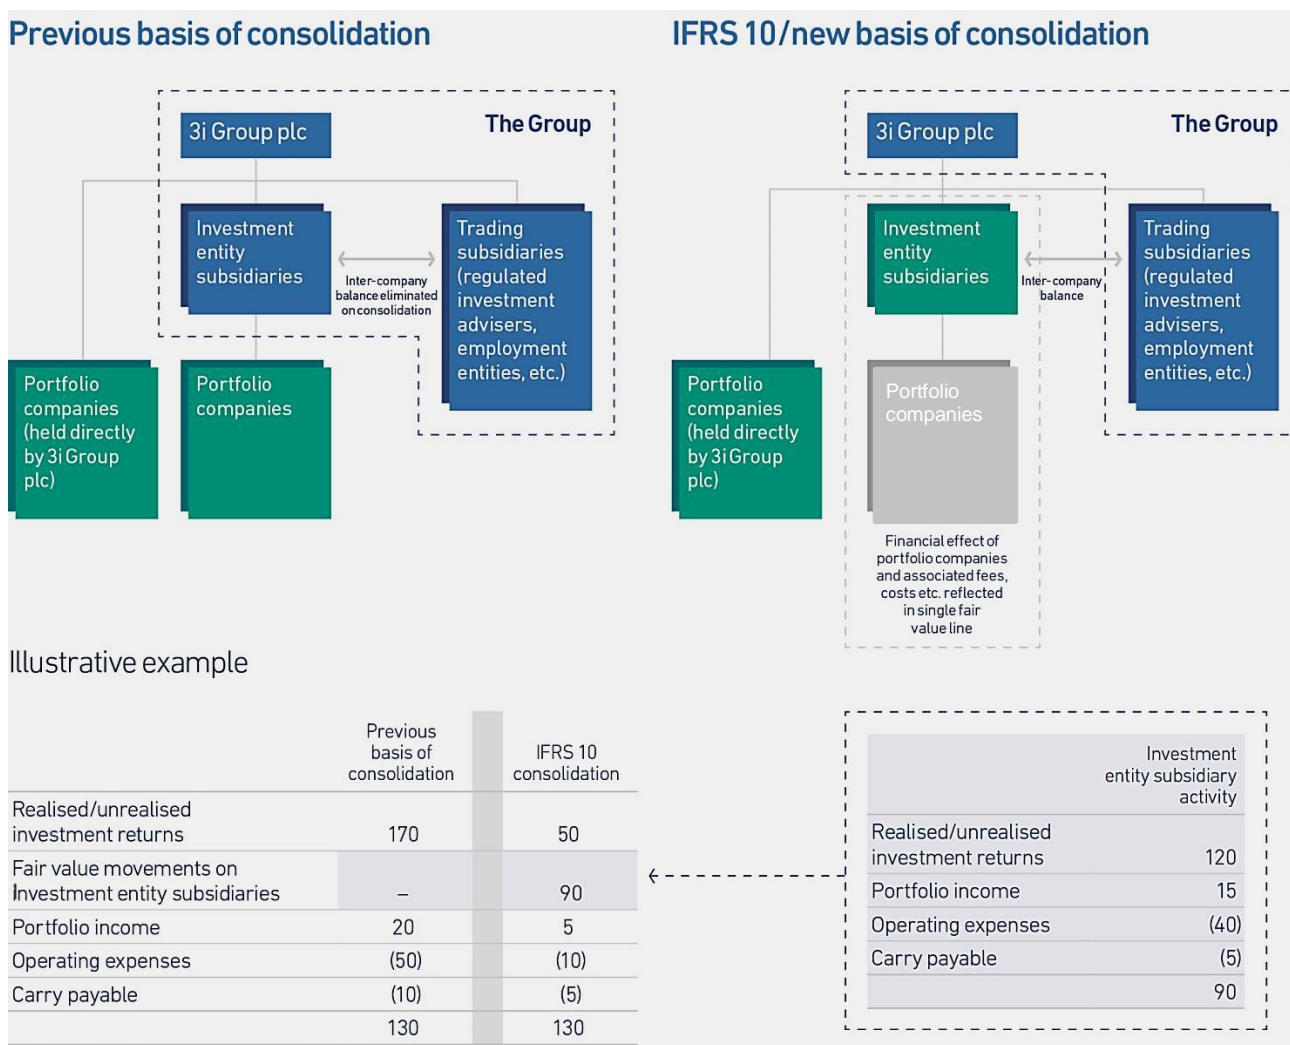 Previous basis of consolidation
The Group
3i Group plc
Investment
entity
subsidiaries
Inter-company
balance eliminated
on consolidation
Trading
subsidiaries
(regulated
investment
advisers,
employment
entities, etc.)
Portfolio
companies
(held directly
by 3i Group
plc)
Portfolio
companies
IFRS 10/new basis of consolidation
The Group
3i Group plc
Investment
entity
subsidiaries
Inter-company
balance
Trading
subsidiaries
(regulated
investment
advisers,
employment
entities, etc.)
Portfolio
companies
(held directly
by 3i Group
plc)
Portfolio
companies
Financial effect of
portfolio companies
and associated fees,
costs etc. reflected
in single fair
value line
Illustrative example
Previous
basis of
consolidation
IFRS 10
consolidation
Realised/unrealised
investment returns 170 50
Fair value movements on
Investment entity subsidiaries – 90
Portfolio income 20 5
Operating expenses (50) (10)
Carry payable (10) (5)
130 130
Investment
entity subsidiary
activity
Realised/unrealised
investment returns 120
Portfolio income 15
Operating expenses (40)
Carry payable (5)
90